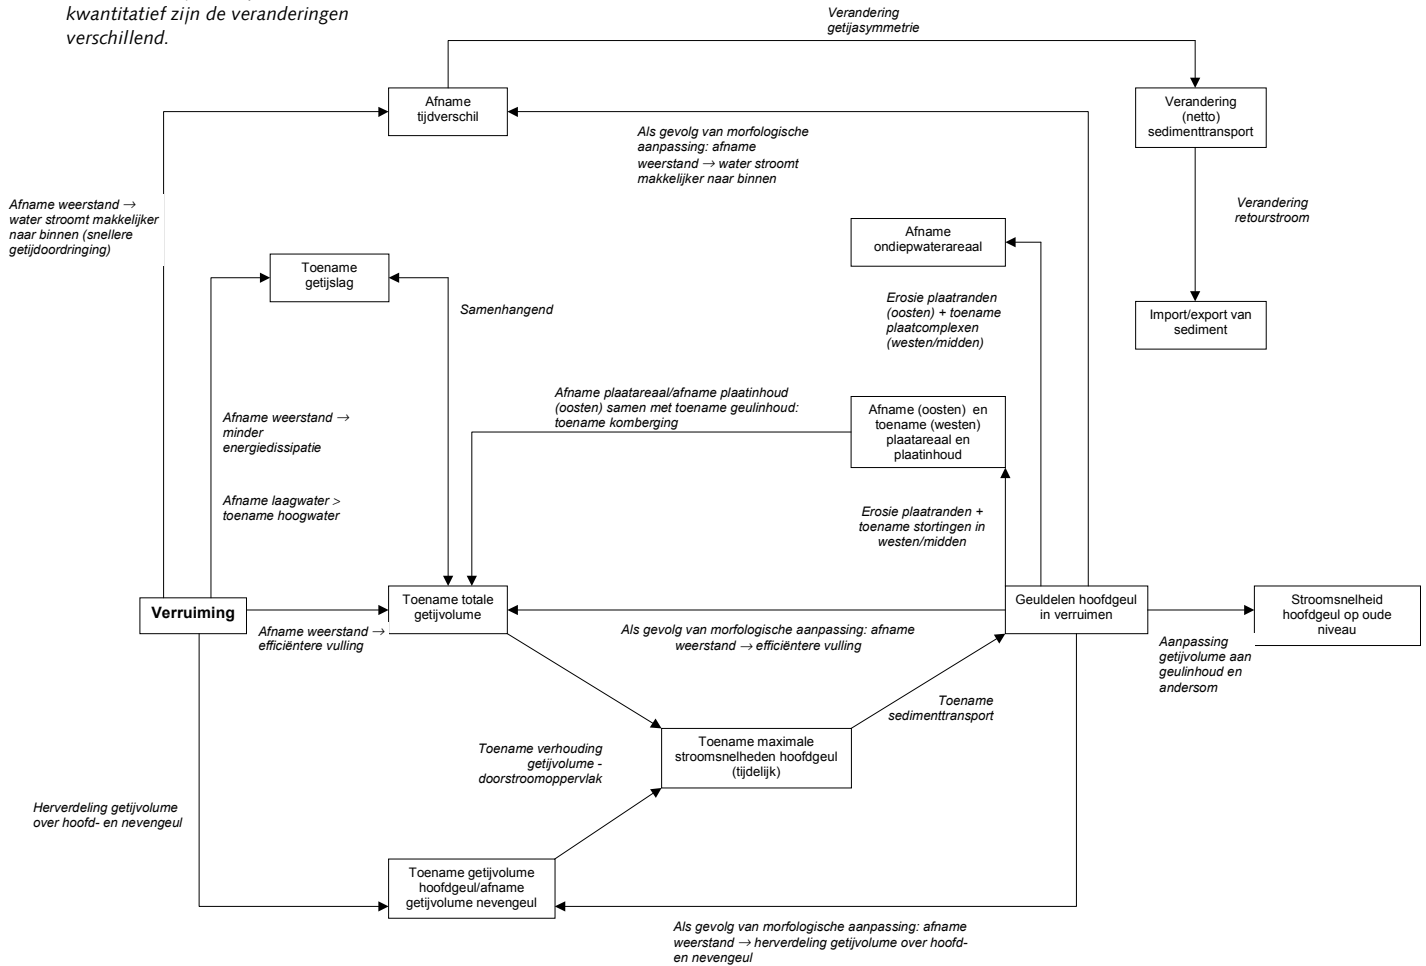 kwantitatief zijn de veranderingen
verschillend.
Verandering
getijasymmetrie
Afname
tijdverschil
Verandering
(netto)
sedimenttransport
Als gevolg van morfologische
aanpassing: afname
weerstand → water stroomt
makkelijker naar binnen
Afname weerstand →
water stroomt makkelijker
naar binnen (snellere
getijdoordringing)
Verandering
retourstroom
Afname
ondiepwaterareaal
Toename
getijslag
Samenhangend
Erosie plaatranden
(oosten) + toename
plaatcomplexen
(westen/midden)
Import/export van
sediment
Afname plaatareaal/afname plaatinhoud
(oosten) samen met toename geulinhoud:
toename komberging
Afname (oosten) en
toename (westen)
plaatareaal en
plaatinhoud
Afname weerstand →
minder
energiedissipatie
Afname laagwater >
toename hoogwater
Erosie plaatranden +
toename stortingen in
westen/midden
Verruiming
Toename totale
getijvolume
Geuldelen hoofdgeul
in verruimen
Stroomsnelheid
hoofdgeul op oude
niveau
Afname weerstand →
efficiëntere vulling
Als gevolg van morfologische aanpassing: afname
weerstand → efficiëntere vulling
Aanpassing
getijvolume aan
geulinhoud en
andersom
Toename
sedimenttransport
Toename verhouding
getijvolume -
doorstroomoppervlak
Toename maximale
stroomsnelheden hoofdgeul
(tijdelijk)
Herverdeling getijvolume
over hoofd- en nevengeul
Toename getijvolume
hoofdgeul/afname
getijvolume nevengeul
Als gevolg van morfologische aanpassing: afname
weerstand → herverdeling getijvolume over hoofd-
en nevengeul